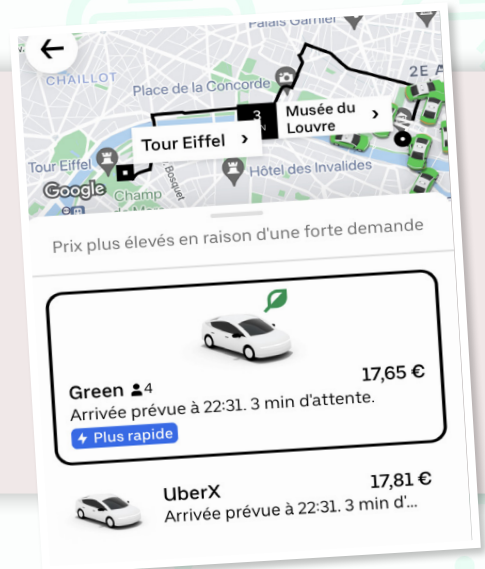 Palais Garnier
CHAILLOT
2E A
Place de la Concorde
3
N
Musée du
Louvre
Tour Eiffel
Tour Eiffel
Bosquet
Hôtel des Invalides
Google
Champ
Prix plus élevés en raison d'une forte demande
Green 4
17,65 €
Arrivée prévue à 22:31. 3 min d'attente.
Plus rapide
UberX
17,81 €
Arrivée prévue à 22:31. 3 min d'...